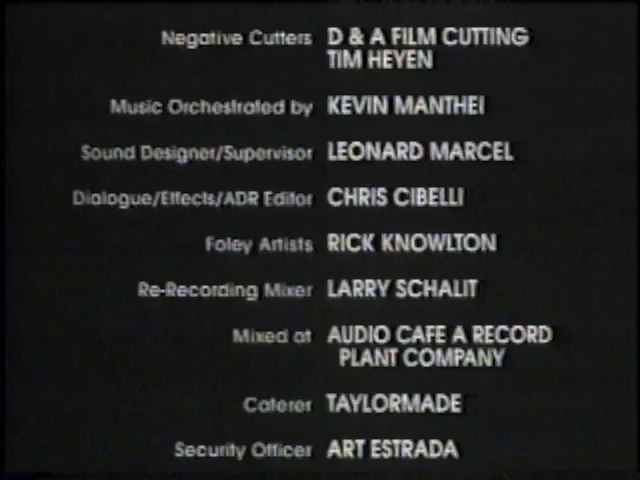 Negative Cutters D & A FILM CUTTING
TIM HEYEN
Music Orchestrated by KEVIN MANTHEI
Sound Designer/Supervisor LEONARD MARCEL
Dialogue/Effects/ADR Editor CHRIS CIBELLI
Foley Artists RICK KNOWLTON
Re-Recording Mixer LARRY SCHALIT
Mixed at AUDIO CAFE A RECORD
PLANT COMPANY
Caterer TAYLORMADE
Security Officer ART ESTRADA